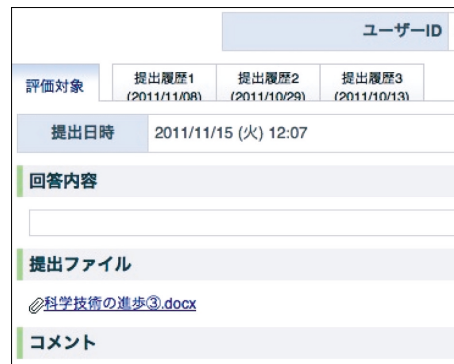 ユーザーID
評価対象
提出履歴1
(2011/11/08)
提出履歴2
(2011/10/29)
提出履歴3
(2011/10/13)
提出日時
2011/11/15 (火) 12:07
回答内容
提出ファイル
科学技術の進歩③.docx
コメント